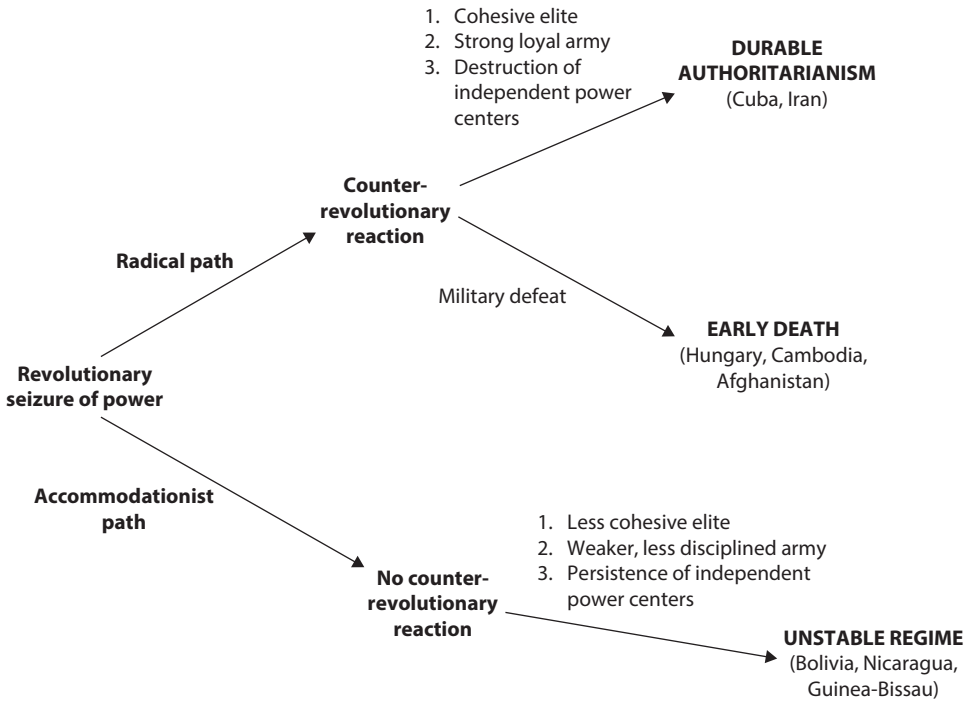 1. Cohesive elite
2. Strong loyal army
3. Destruction of
independent power
centers
DURABLE
AUTHORITARIANISM
(Cuba, Iran)
Counter-
revolutionary
reaction
Radical path
Military defeat
EARLY DEATH
(Hungary, Cambodia,
Afghanistan)
Revolutionary
seizure of power
Accommodationist
path
1. Less cohesive elite
2. Weaker, less disciplined army
3. Persistence of independent
power centers
No counter-
revolutionary
reaction
UNSTABLE REGIME
(Bolivia, Nicaragua,
Guinea-Bissau)